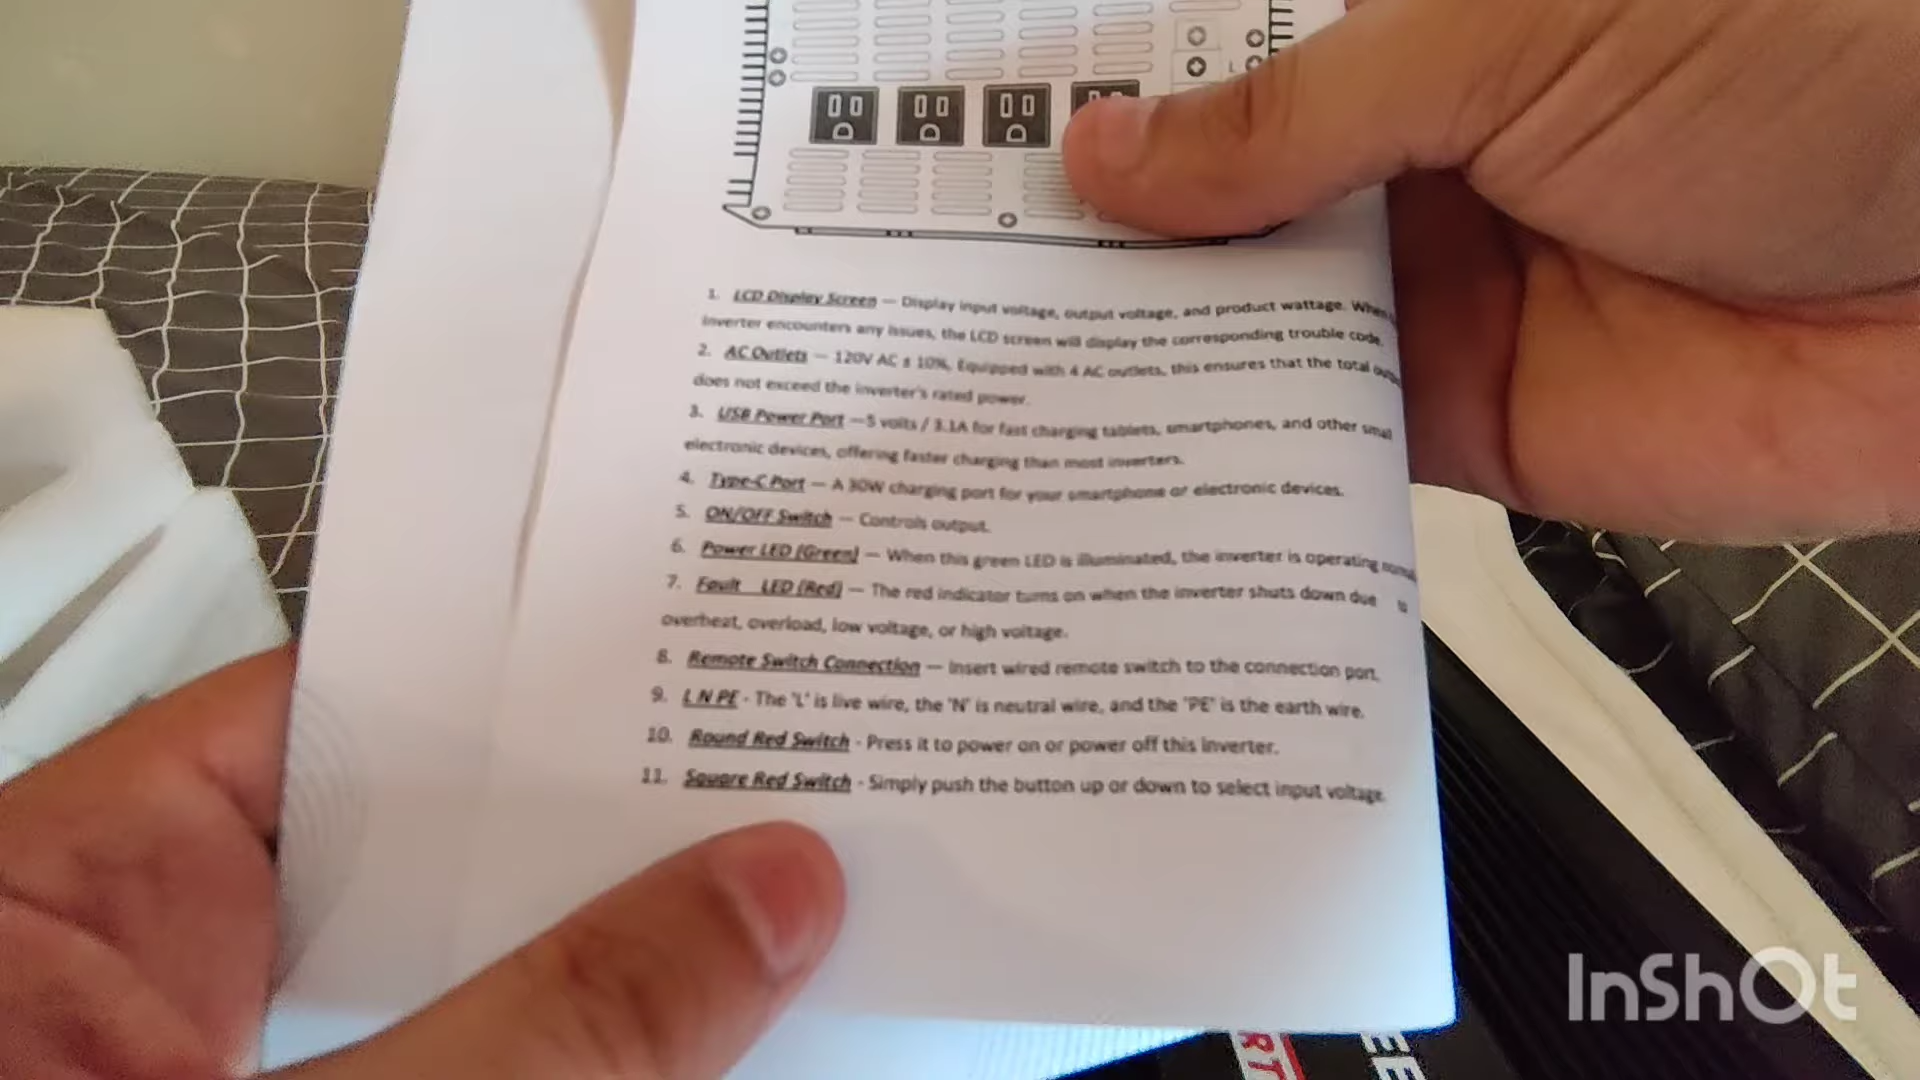 L
1. LCD Display Screen — Display input voltage, output voltage, and product wattage. When
inverter encounters any issues, the LCD screen will display the corresponding trouble code.
2. AC Outlets — 120V AC ± 10%, Equipped with 4 AC outlets, this ensures that the total
does not exceed the inverter's rated power.
3. USB Power Port —5 volts / 3.1A for fast charging tablets, smartphones, and other small
electronic devices, offering faster charging than most inverters.
4. Type-C Port — A 30W charging port for your smartphone or electronic devices.
5. ON/OFF Switch — Controls output.
6. Power LED (Green) — When this green LED is illuminated, the inverter is operating
7. Fault LED (Red) — The red indicator turns on when the inverter shuts down due to
overheat, overload, low voltage, or high voltage.
8. Remote Switch Connection — Insert wired remote switch to the connection port.
9. L N PE - The 'L' is live wire, the 'N' is neutral wire, and the 'PE' is the earth wire.
10. Round Red Switch - Press it to power on or power off this inverter.
11. Square Red Switch - Simply push the button up or down to select input voltage.
RT
EE
InShOt